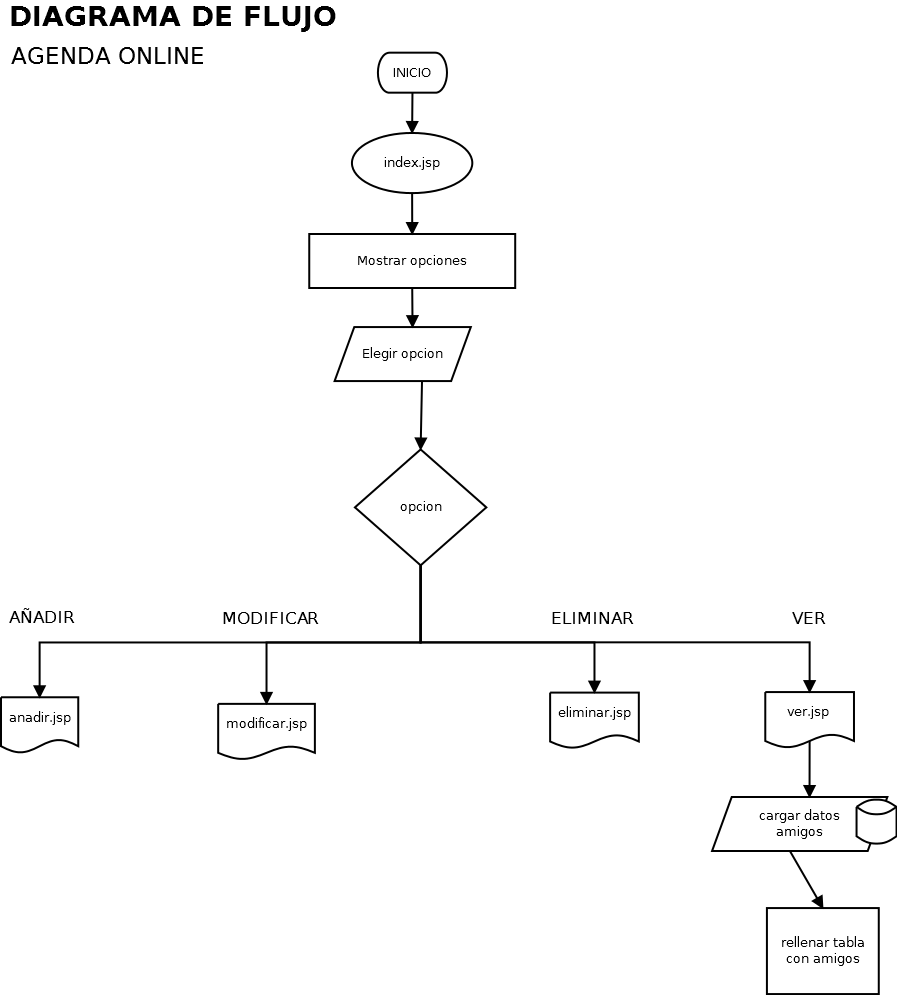 DIAGRAMA DE FLUJO
AGENDA ONLINE
INICIO
index.jsp
Mostrar opciones
Elegir opcion
opcion
AÑADIR
MODIFICAR
ELIMINAR
VER
anadir.jsp
modificar.jsp
eliminar.jsp
ver.jsp
cargar datos
amigos
rellenar tabla
con amigos